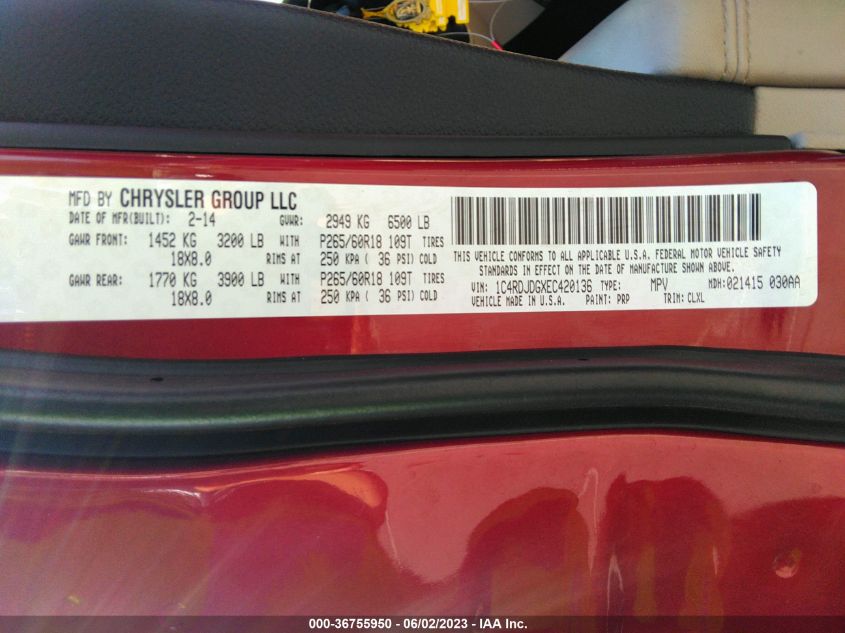 MFD BY CHRYSLER GROUP LLC
DATE OF MFR(BUILT): 2-14 GVWR: 2949 KG 6500 LB
GAWR FRONT: 1452 KG 3200 LB WITH P265/60R18 109T TIRES
18X8.0 RIMS AT 250 KPA ( 36 PSI) COLD
GAWR REAR: 1770 KG 3900 LB WITH P265/60R18 109T TIRES
18X8.0 RIMS AT 250 KPA ( 36 PSI) COLD
THIS VEHICLE CONFORMS TO ALL APPLICABLE U.S.A. FEDERAL MOTOR VEHICLE SAFETY
STANDARDS IN EFFECT ON THE DATE OF MANUFACTURE SHOWN ABOVE.
VIN: 1C4RDJDGXEC420136 TYPE: MPV MDH:021415 030AA
VEHICLE MADE IN U.S.A. PAINT: PRP TRIM: CLXL
000-36755950 - 06/02/2023 - IAA Inc.